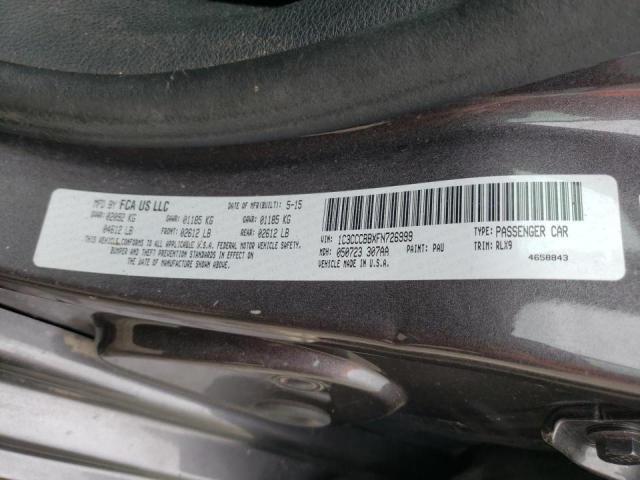 MFD BY FCA US LLC
DATE OF MFR(BUILT): 5-15
GVWR: 02092 KG GAWR: 01185 KG GAWR: 01185 KG
04612 LB FRONT: 02612 LB REAR: 02612 LB
THIS VEHICLE CONFORMS TO ALL APPLICABLE U.S.A. FEDERAL MOTOR VEHICLE SAFETY,
BUMPER, AND THEFT PREVENTION STANDARDS IN EFFECT ON
THE DATE OF MANUFACTURE SHOWN ABOVE.
VIN: 1C3CCCBBXFN726999
TYPE: PASSENGER CAR
MDH: 050723 307AA PAINT: PAU TRIM: RLX9
VEHICLE MADE IN U.S.A.
4658843